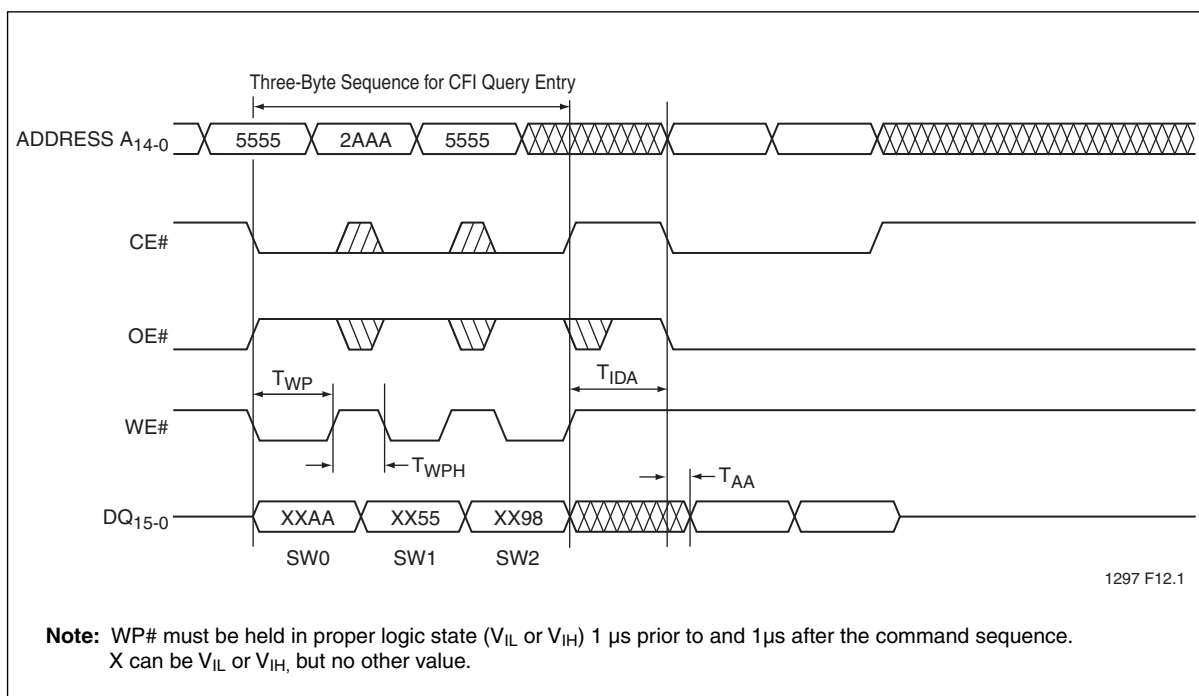 Three-Byte Sequence for CFI Query Entry
ADDRESS A14-0
5555 2AAA 5555
CE#
OE#
TWP TIDA
WE#
TWPH TAA
DQ15-0
XXAA XX55 XX98
SW0 SW1 SW2
1297 F12.1
Note: WP# must be held in proper logic state (VIL or VIH) 1 µs prior to and 1µs after the command sequence.
X can be VIL or VIH, but no other value.